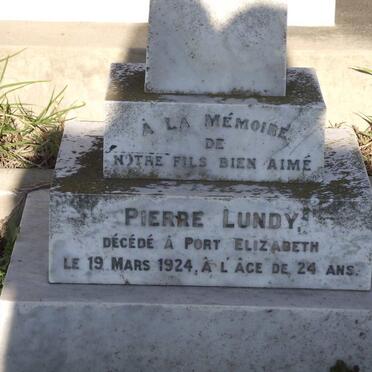 À LA MÉMOIRE
DE
NOTRE FILS BIEN AIMÉ
PIERRE LUNDY,
DÉCÉDÉ À PORT ELIZABETH
LE 19 MARS 1924, À L'ÂGE DE 24 ANS.